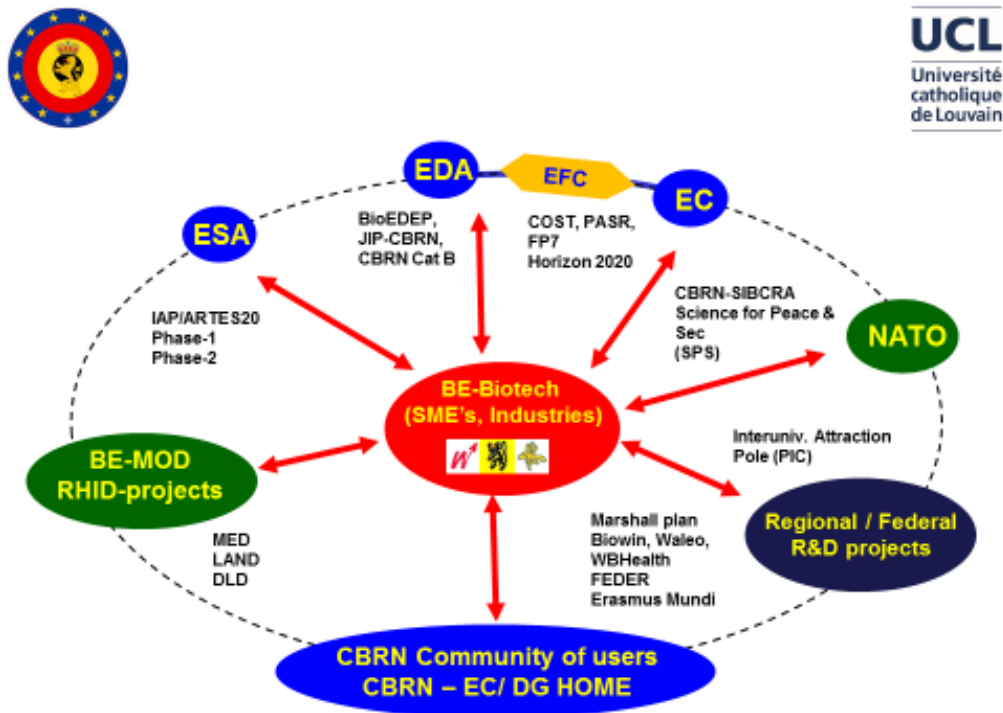 UCL
Université
catholique
de Louvain
EDA
EFC
EC
ESA
BioEDEP,
JIP-CBRN,
CBRN Cat B
COST, PASR,
FP7
Horizon 2020
IAP/ARTES20
Phase-1
Phase-2
CBRN-SIBCRA
Science for Peace &
Sec
(SPS)
NATO
BE-Biotech
(SME's, Industries)
BE-MOD
RHID-projects
Interuniv. Attraction
Pole (PIC)
Regional / Federal
R&D projects
MED
LAND
DLD
Marshall plan
Biowin, Waleo,
WBHealth
FEDER
Erasmus Mundi
CBRN Community of users
CBRN – EC/ DG HOME